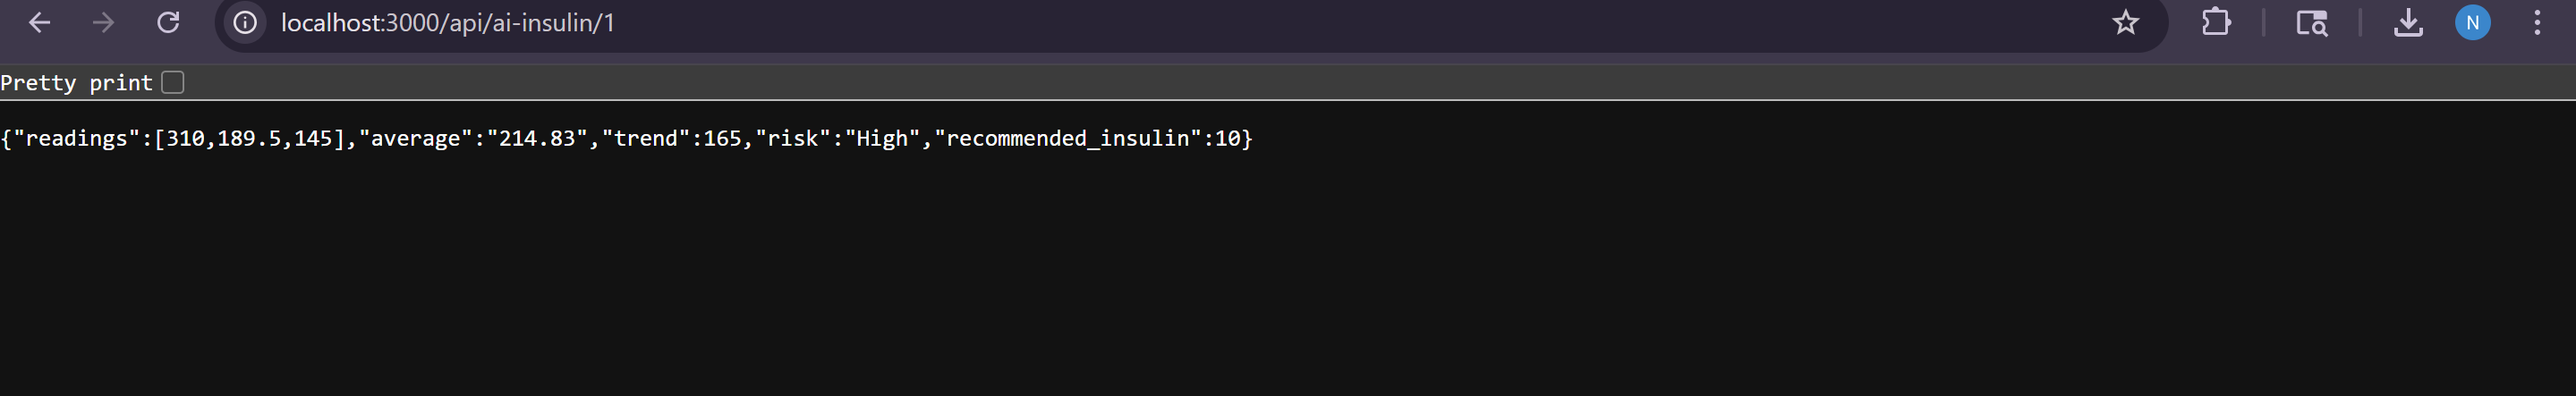 localhost:3000/api/ai-insulin/1
N
Pretty print
{"readings":[310,189.5,145],"average":"214.83","trend":165,"risk":"High","recommended_insulin":10}